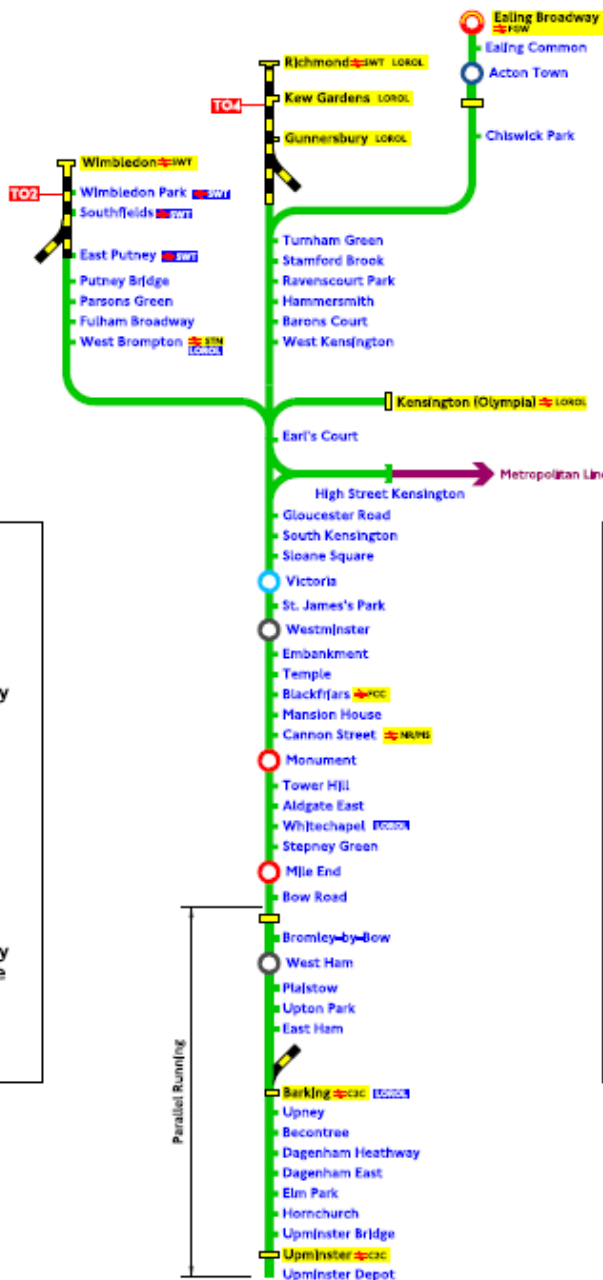 Ealing Broadway
FGW
Ealing Common
Acton Town
Chiswick Park
Richmond SWT LOROL
TO4
Kew Gardens LOROL
Gunnersbury LOROL
Wimbledon SWT
TO2
Wimbledon Park SWT
Southfields SWT
East Putney SWT
Putney Bridge
Parsons Green
Fulham Broadway
West Brompton STN
LOROL
Turnham Green
Stamford Brook
Ravenscourt Park
Hammersmith
Barons Court
West Kensington
Kensington (Olympia) LOROL
Earl's Court
Metropolitan Line
High Street Kensington
Gloucester Road
South Kensington
Sloane Square
Victoria
St. James's Park
Westminster
Embankment
Temple
Blackfriars FCC
Mansion House
Cannon Street NR/MS
Monument
Tower Hill
Aldgate East
Whitechapel LOROL
Stepney Green
Mile End
Bow Road
Bromley-by-Bow
West Ham
Plaistow
Upton Park
East Ham
Parallel Running
Barking C2C LOROL
Upney
Becontree
Dagenham Heathway
Dagenham East
Elm Park
Hornchurch
Upminster Bridge
Upminster C2C
Upminster Depot
y
y
e